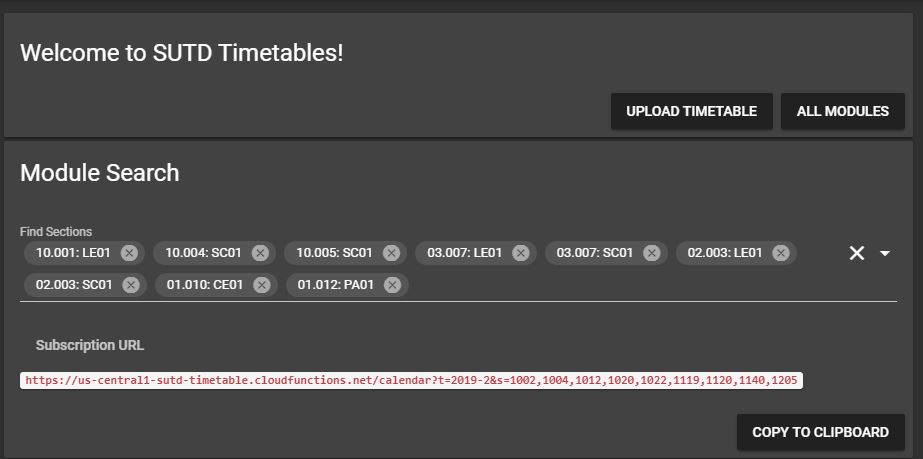 Welcome to SUTD Timetables!
UPLOAD TIMETABLE ALL MODULES
Module Search
Find Sections
10.001: LE01 10.004: SC01 10.005: SC01 03.007: LE01 03.007: SC01 02.003: LE01
02.003: SC01 01.010: CE01 01.012: PA01
Subscription URL
https://us-central1-sutd-timetable.cloudfunctions.net/calendar?t=2019-2&s=1002,1004,1012,1020,1022,1119,1120,1140,1205
COPY TO CLIPBOARD